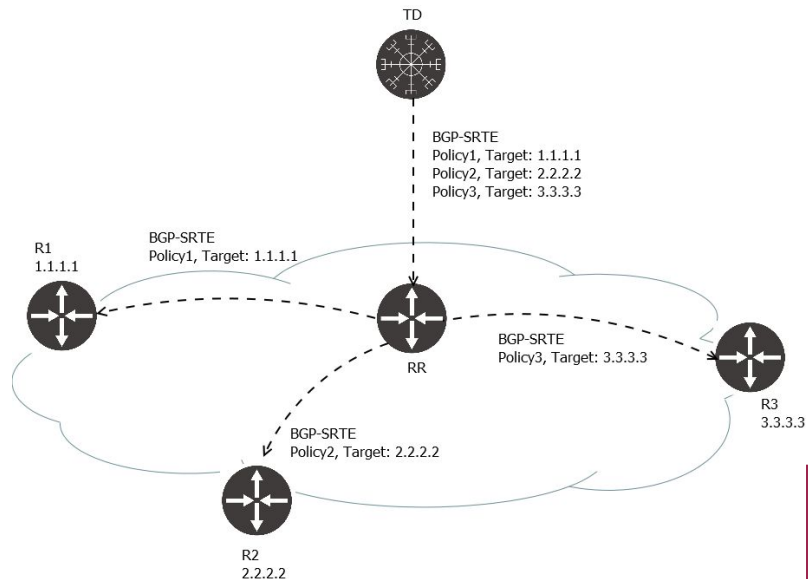 TD
BGP-SRTE
Policy1, Target: 1.1.1.1
Policy2, Target: 2.2.2.2
Policy3, Target: 3.3.3.3
R1
1.1.1.1
BGP-SRTE
Policy1, Target: 1.1.1.1
RR
BGP-SRTE
Policy3, Target: 3.3.3.3
R3
3.3.3.3
BGP-SRTE
Policy2, Target: 2.2.2.2
R2
2.2.2.2